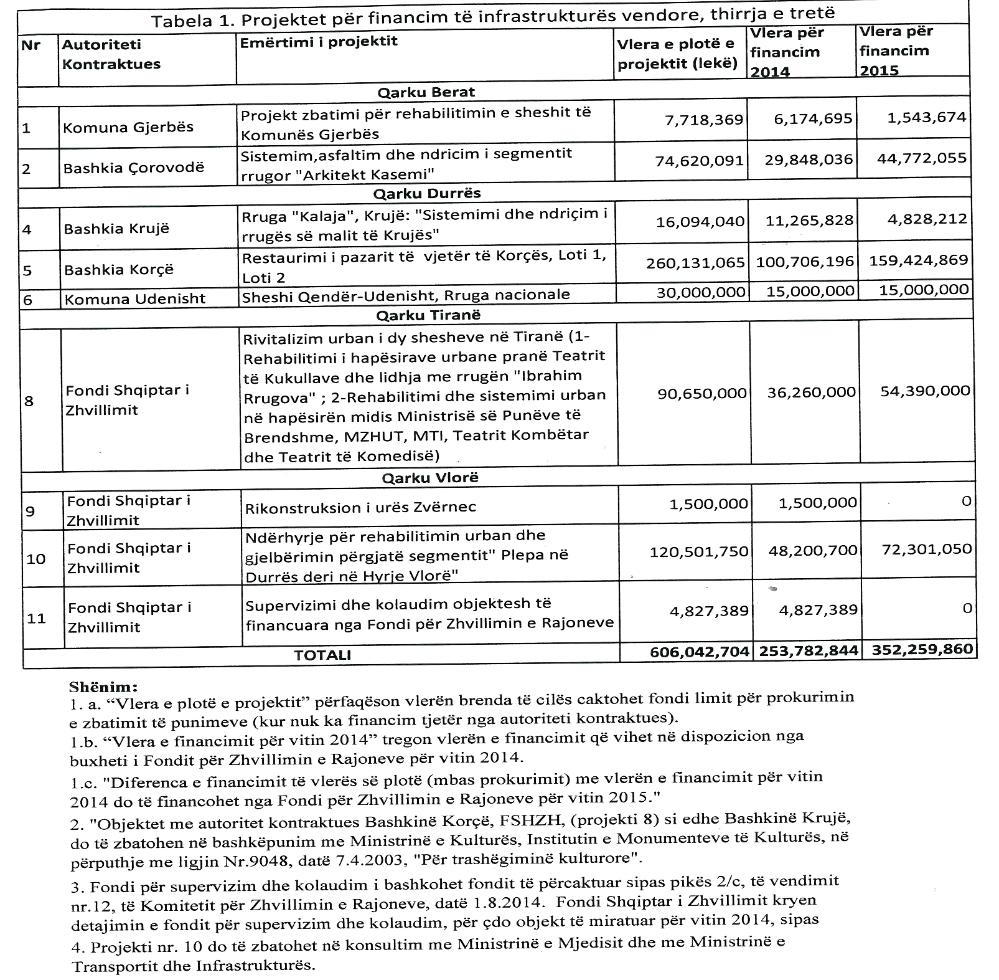 Tabela 1. Projektet për financim të infrastrukturës vendore, thirrja e tretë
Nr
Autoriteti
Kontraktues
Emërtimi i projektit
Vlera e plotë e
projektit (lekë)
Vlera për
financim
2014
Vlera për
financim
2015
Qarku Berat
1
Komuna Gjerbës
Projekt zbatimi për rehabilitimin e sheshit të
Komunës Gjerbës
7,718,369
6,174,695
1,543,674
2
Bashkia Çorovodë
Sistemim,asfaltim dhe ndricim i segmentit
rrugor "Arkitekt Kasemi"
74,620,091
29,848,036
44,772,055
Qarku Durrës
4
Bashkia Krujë
Rruga "Kalaja", Krujë: "Sistemimi dhe ndriçim i
rrugës së malit të Krujës"
16,094,040
11,265,828
4,828,212
5
Bashkia Korçë
Restaurimi i pazarit të vjetër të Korçës, Loti 1,
Loti 2
260,131,065
100,706,196
159,424,869
6
Komuna Udenisht
Sheshi Qendër-Udenisht, Rruga nacionale
30,000,000
15,000,000
15,000,000
Qarku Tiranë
8
Fondi Shqiptar i
Zhvillimit
Rivitalizim urban i dy shesheve në Tiranë (1-
Rehabilitimi i hapësirave urbane pranë Teatrit
të Kukullave dhe lidhja me rrugën "Ibrahim
Rrugova" ; 2-Rehabilitimi dhe sistemimi urban
në hapësirën midis Ministrisë së Punëve të
Brendshme, MZHUT, MTI, Teatrit Kombëtar
dhe Teatrit të Komedisë)
90,650,000
36,260,000
54,390,000
Qarku Vlorë
9
Fondi Shqiptar i
Zhvillimit
Rikonstruksion i urës Zvërnec
1,500,000
1,500,000
0
10
Fondi Shqiptar i
Zhvillimit
Ndërhyrje për rehabilitimin urban dhe
gjelbërimin përgjatë segmentit" Plepa në
Durrës deri në Hyrje Vlorë"
120,501,750
48,200,700
72,301,050
11
Fondi Shqiptar i
Zhvillimit
Supervizimi dhe kolaudim objektesh të
financuara nga Fondi për Zhvillimin e Rajoneve
4,827,389
4,827,389
0
TOTALI
606,042,704
253,782,844
352,259,860
Shënim:
1. a. “Vlera e plotë e projektit” përfaqëson vlerën brenda të cilës caktohet fondi limit për prokurimin
e zbatimit të punimeve (kur nuk ka financim tjetër nga autoriteti kontraktues).
1.b. “Vlera e financimit për vitin 2014” tregon vlerën e financimit që vihet në dispozicion nga
buxheti i Fondit për Zhvillimin e Rajoneve për vitin 2014.
1.c. "Diferenca e financimit të vlerës së plotë (mbas prokurimit) me vlerën e financimit për vitin
2014 do të financohet nga Fondi për Zhvillimin e Rajoneve për vitin 2015."
2. "Objektet me autoritet kontraktues Bashkinë Korçë, FSHZH, (projekti 8) si edhe Bashkinë Krujë,
do të zbatohen në bashkëpunim me Ministrinë e Kulturës, Institutin e Monumenteve të Kulturës, në
përputhje me ligjin Nr.9048, datë 7.4.2003, "Për trashëgiminë kulturore".
3. Fondi për supervizim dhe kolaudim i bashkohet fondit të përcaktuar sipas pikës 2/c, të vendimit
nr.12, të Komitetit për Zhvillimin e Rajoneve, datë 1.8.2014. Fondi Shqiptar i Zhvillimit kryen
detajimin e fondit për supervizim dhe kolaudim, për çdo objekt të miratuar për vitin 2014, sipas
4. Projekti nr. 10 do të zbatohet në konsultim me Ministrinë e Mjedisit dhe me Ministrinë e
Transportit dhe Infrastrukturës.